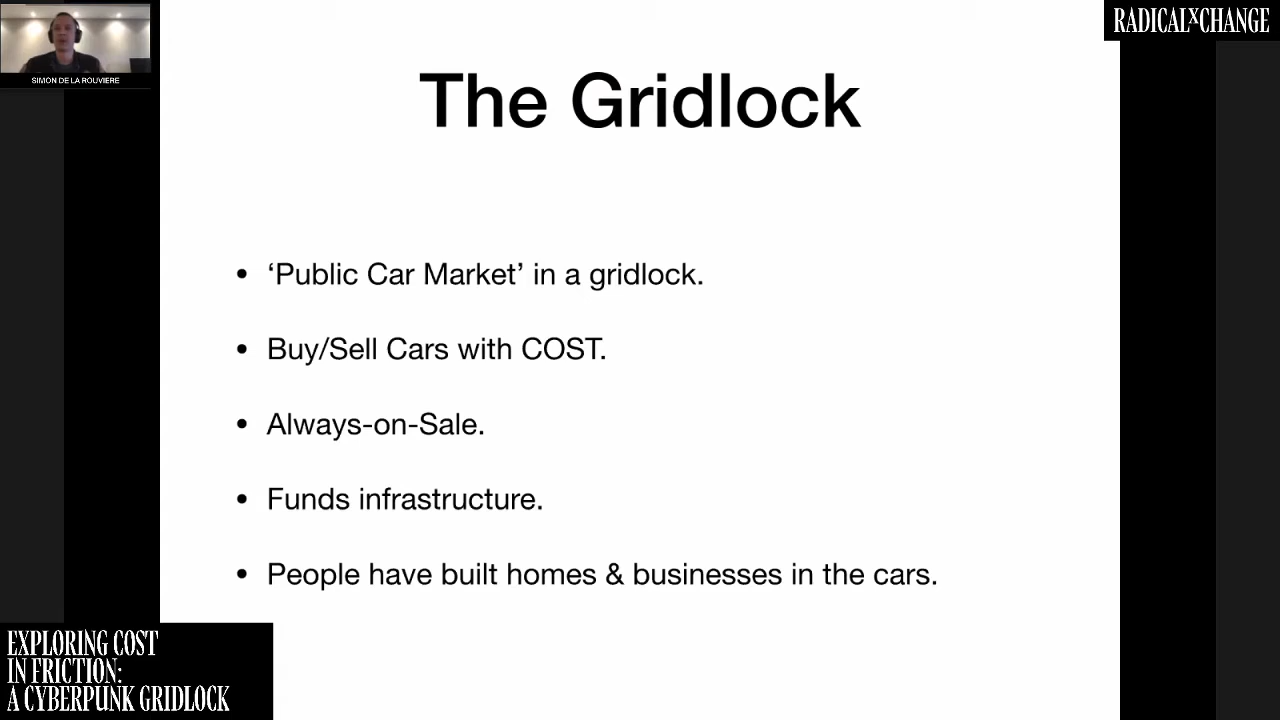 SIMON DE LA ROUVIERE
RADICALXCHANGE
The Gridlock
• ‘Public Car Market’ in a gridlock.
• Buy/Sell Cars with COST.
• Always-on-Sale.
• Funds infrastructure.
• People have built homes & businesses in the cars.
EXPLORING COST
IN FRICTION:
A CYBERPUNK GRIDLOCK